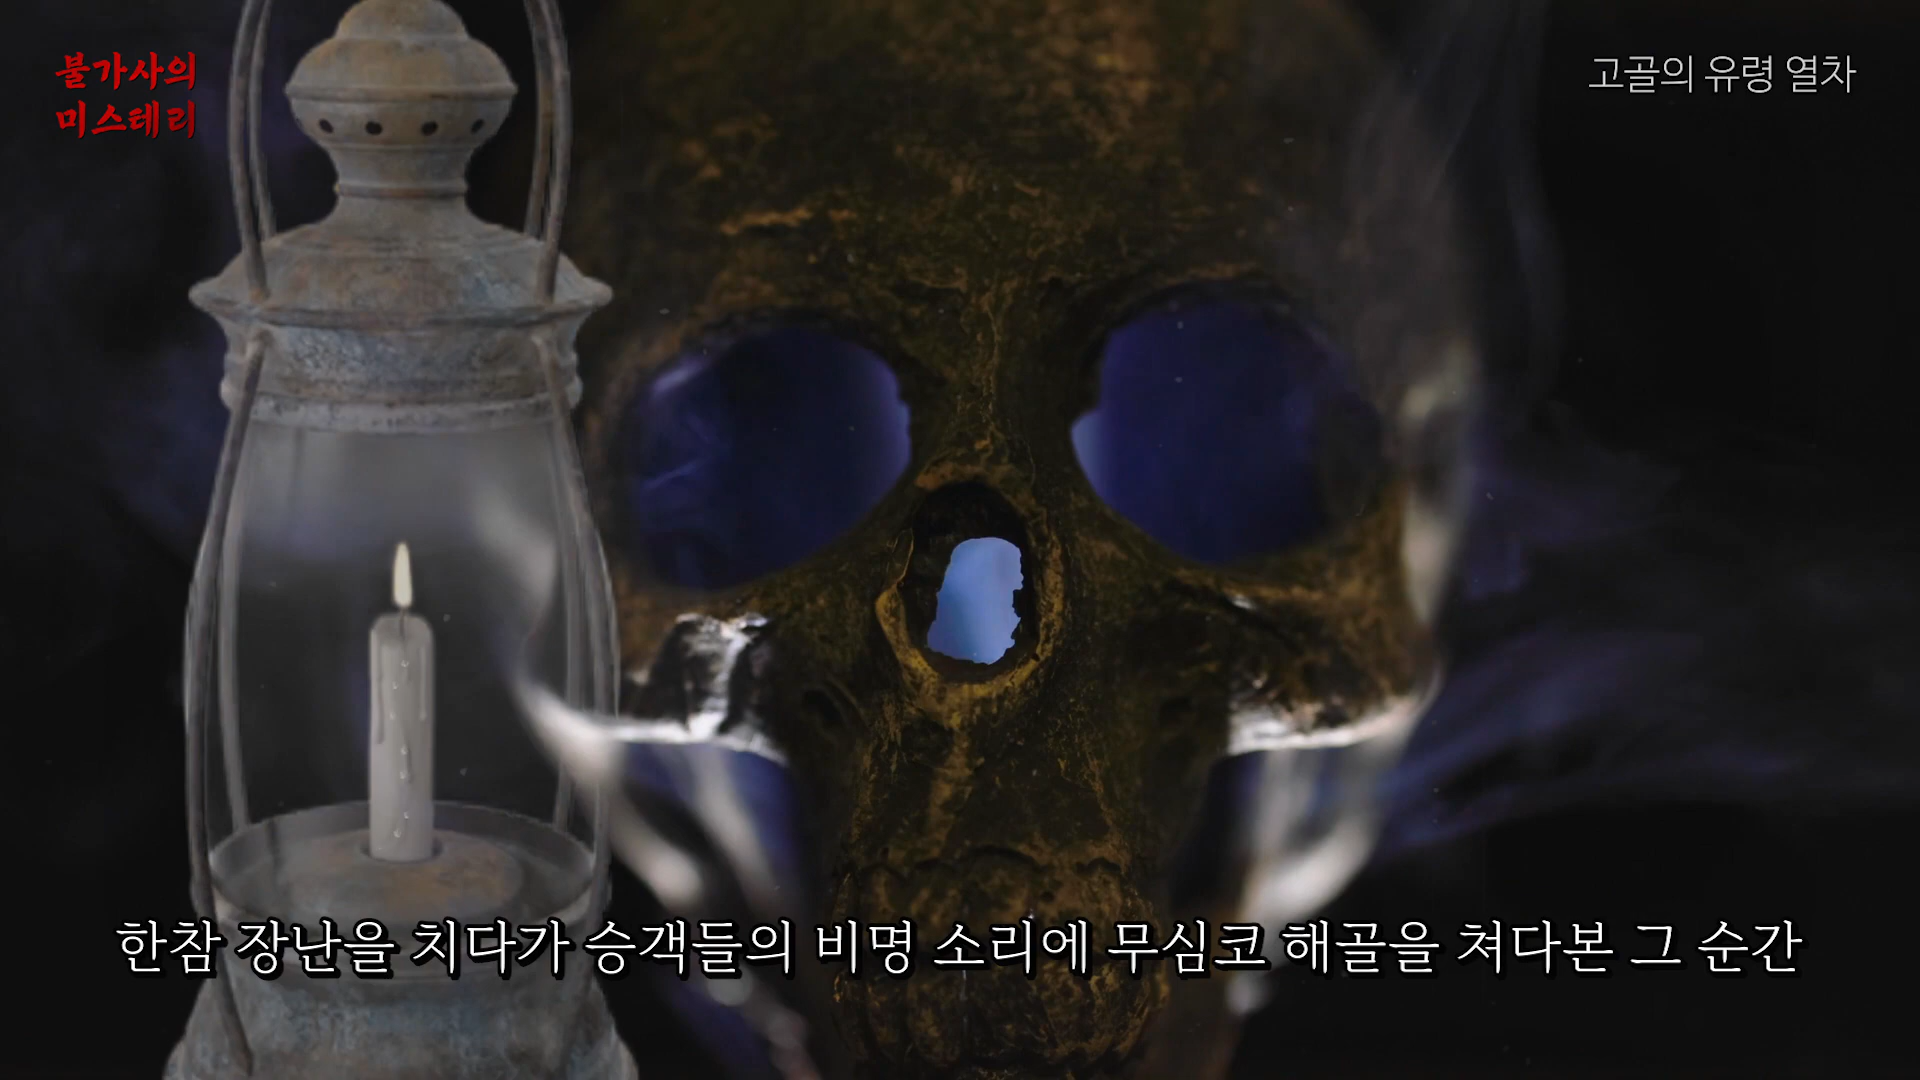 불가사의
미스테리
고골의 유령 열차
한참 장난을 치다가 승객들의 비명 소리에 무심코 해골을 쳐다본 그 순간